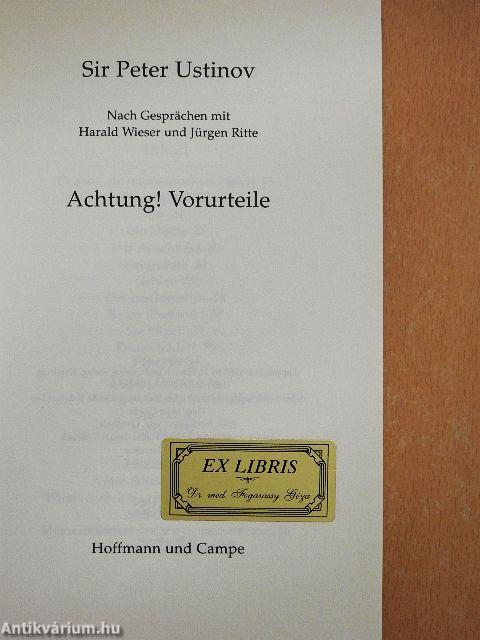 Sir Peter Ustinov
Nach Gesprächen mit
Harald Wieser und Jürgen Ritte
Achtung! Vorurteile
EX LIBRIS
Dr. med. Fogarassy Géza
Hoffmann und Campe
Antikvárium.hu